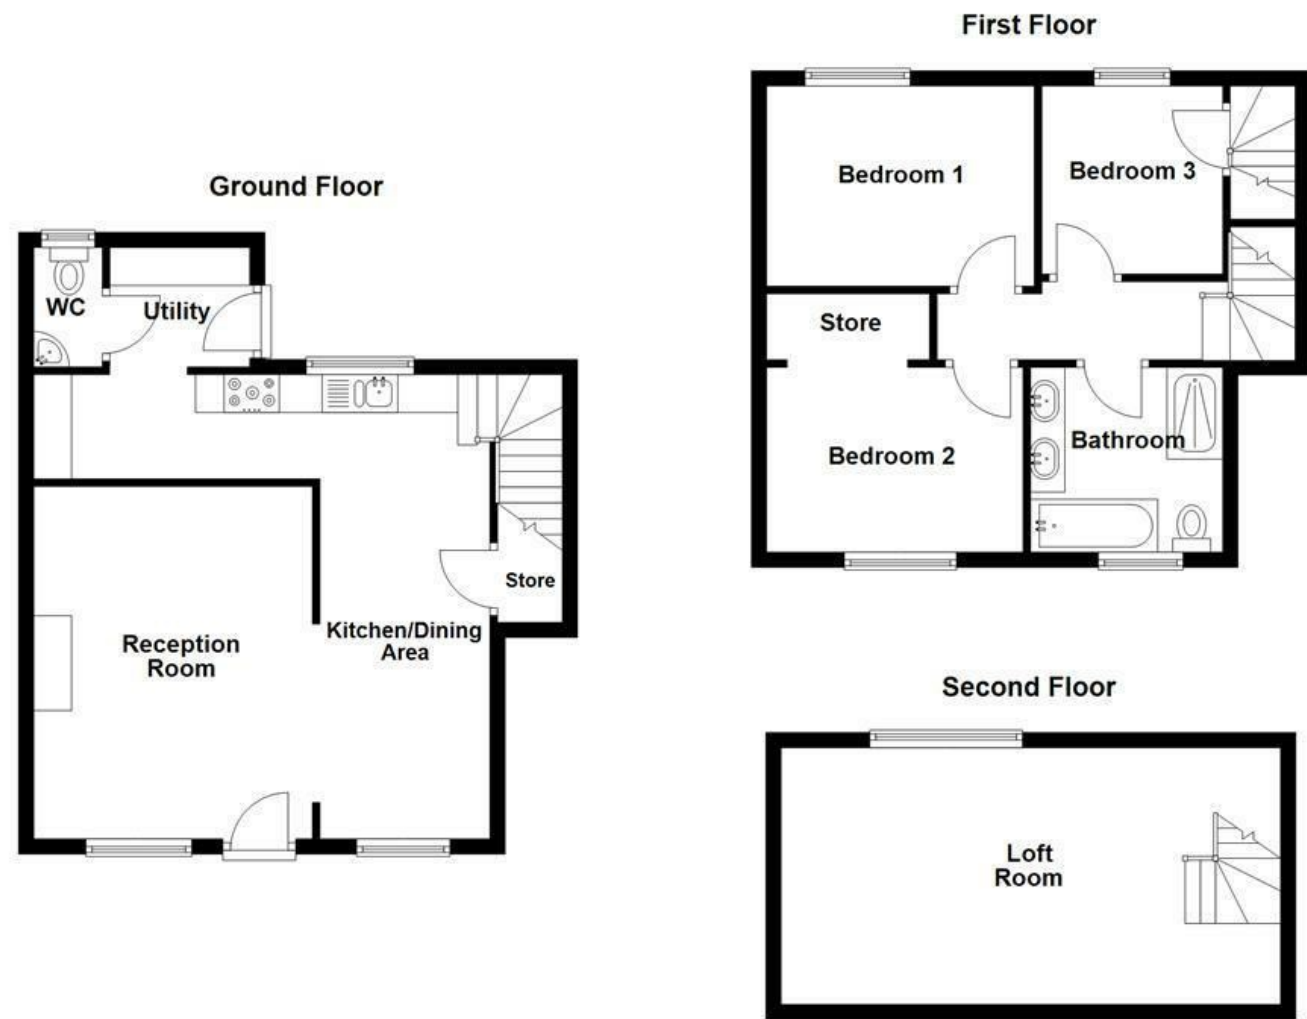 Ground Floor
WC
Utility
Reception
Room
Kitchen/Dining
Area
Store
First Floor
Bedroom 1
Bedroom 3
Store
Bedroom 2
Bathroom
Second Floor
Loft
Room